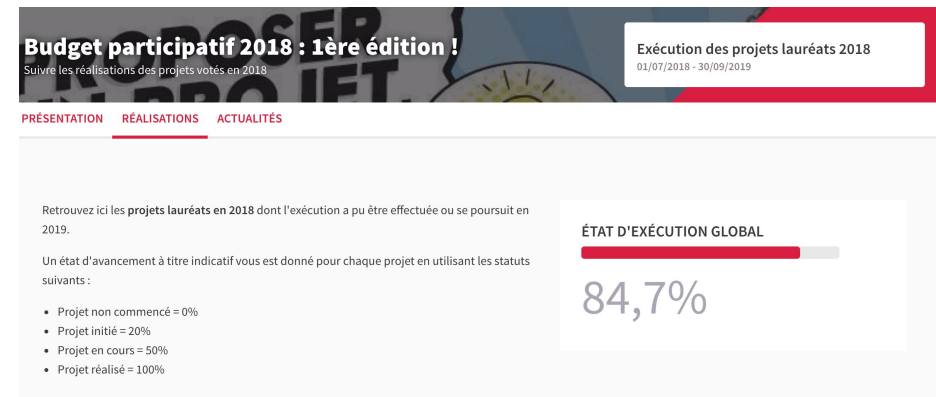 PROPOSER
UN PROJET
Budget participatif 2018 : 1ère édition !
Suivre les réalisations des projets votés en 2018
Exécution des projets lauréats 2018
01/07/2018 - 30/09/2019
PRÉSENTATION RÉALISATIONS ACTUALITÉS
Retrouvez ici les projets lauréats en 2018 dont l'exécution a pu être effectuée ou se poursuit en
2019.
Un état d'avancement à titre indicatif vous est donné pour chaque projet en utilisant les statuts
suivants :
• Projet non commencé = 0%
• Projet initié = 20%
• Projet en cours = 50%
• Projet réalisé = 100%
ÉTAT D'EXÉCUTION GLOBAL
84,7%